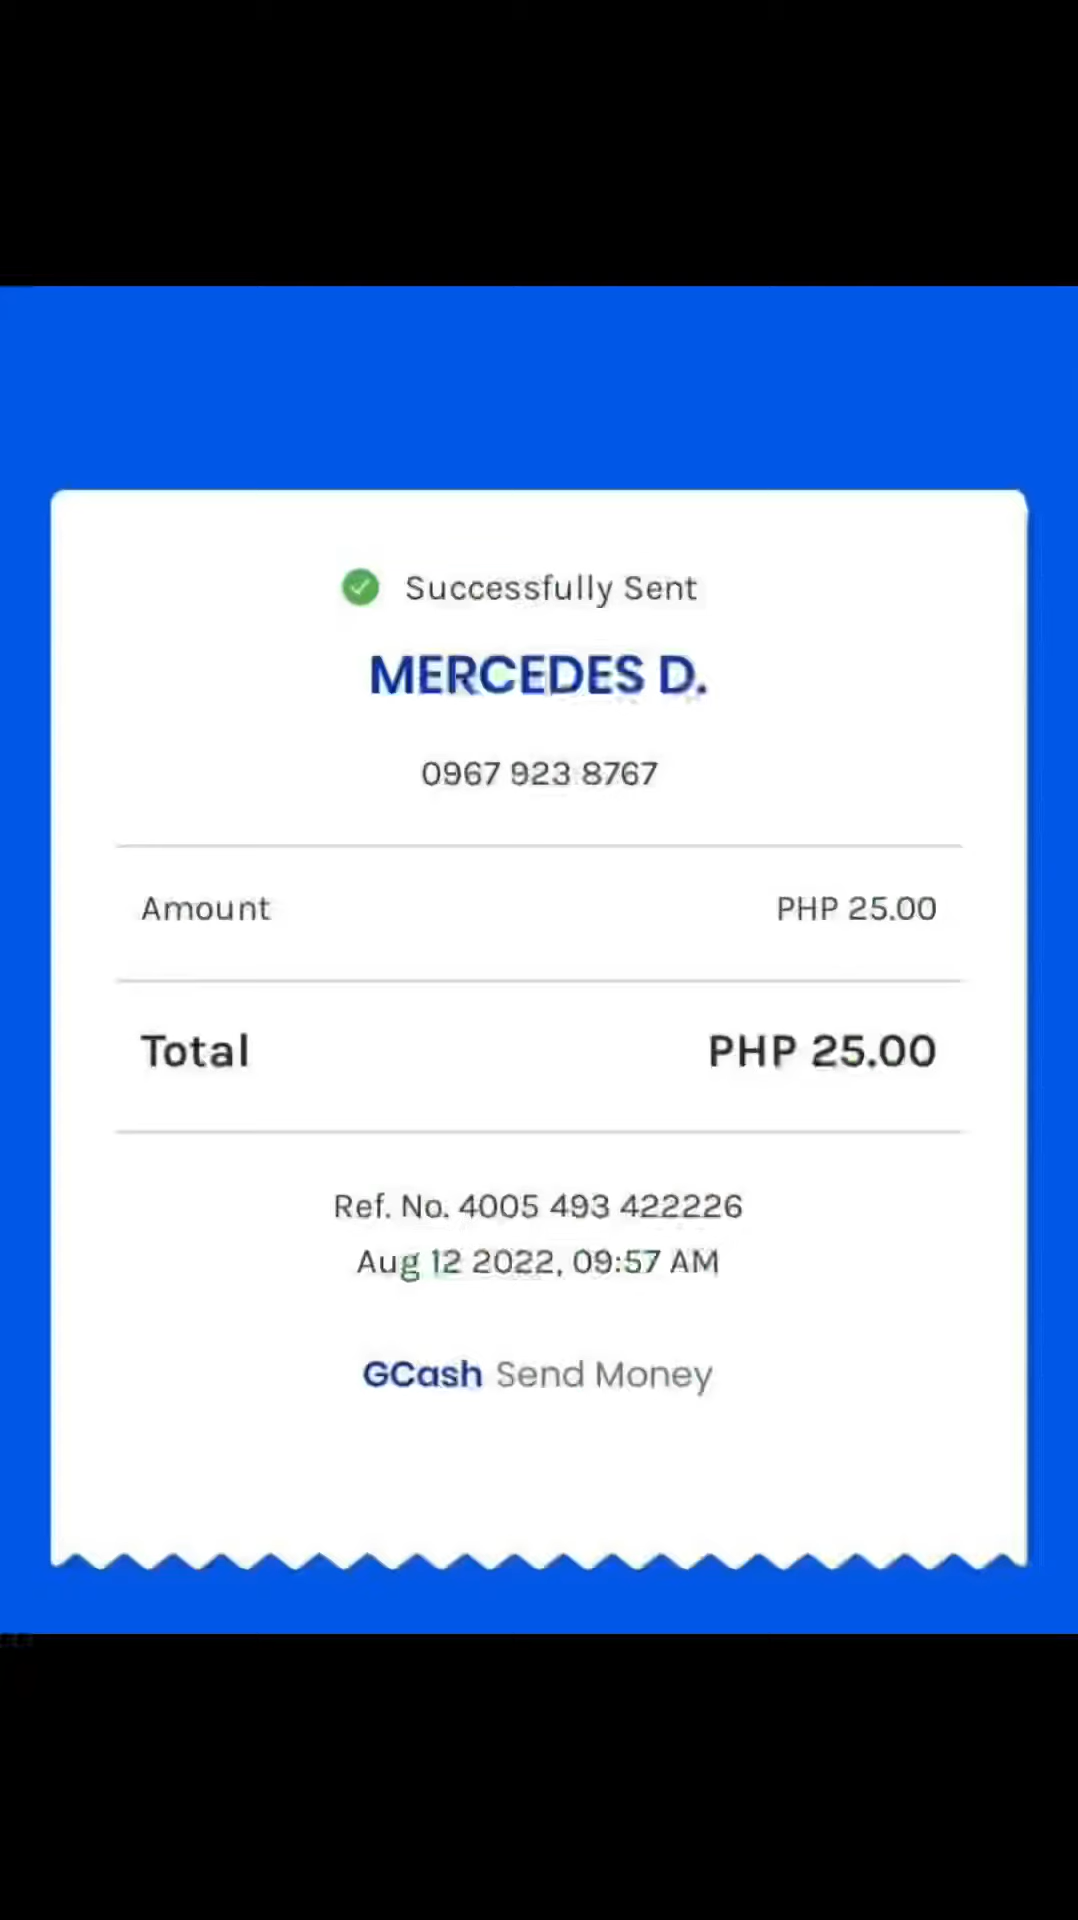 Successfully Sent
MERCEDES D.
0967 923 8767
Amount PHP 25.00
Total PHP 25.00
Ref. No. 4005 493 422226
Aug 12 2022, 09:57 AM
GCash Send Money